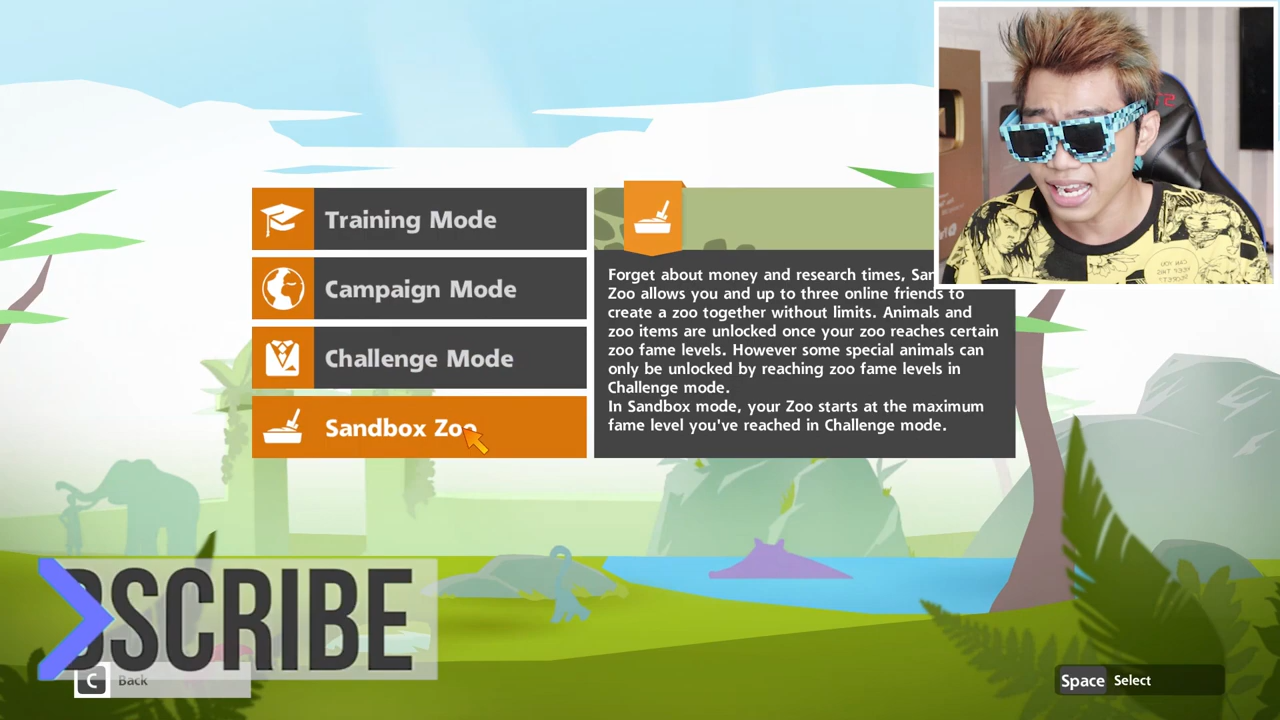 Training Mode
Campaign Mode
Challenge Mode
Sandbox Zoo
Forget about money and research times,
Zoo allows you and up to three online friends to
create a zoo together without limits. Animals and
zoo items are unlocked once your zoo reaches certain
zoo fame levels. However some special animals can
only be unlocked by reaching zoo fame levels in
Challenge mode.
In Sandbox mode, your Zoo starts at the maximum
fame level you've reached in Challenge mode.
BSCRIBE
C Back
Space Select